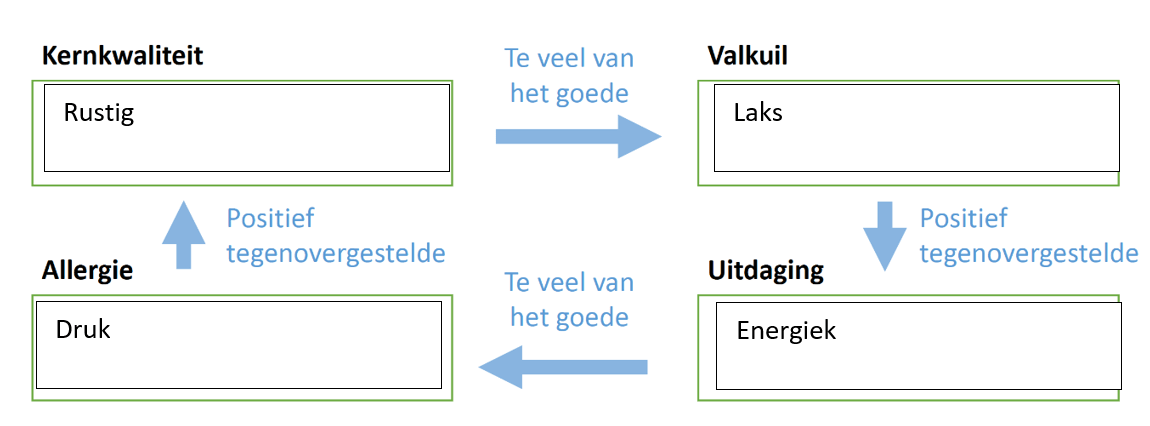 Kernkwaliteit
Te veel van
het goede
Valkuil
Rustig
Laks
Positief
tegenovergestelde
Positief
tegenovergestelde
Allergie
Te veel van
het goede
Uitdaging
Druk
Energiek